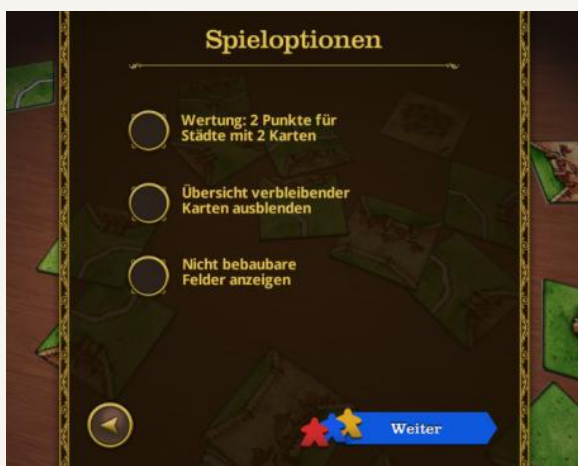 Spieloptionen
Wertung: 2 Punkte für
Städte mit 2 Karten
Übersicht verbleibender
Karten ausblenden
Nicht bebaubare
Felder anzeigen
Weiter